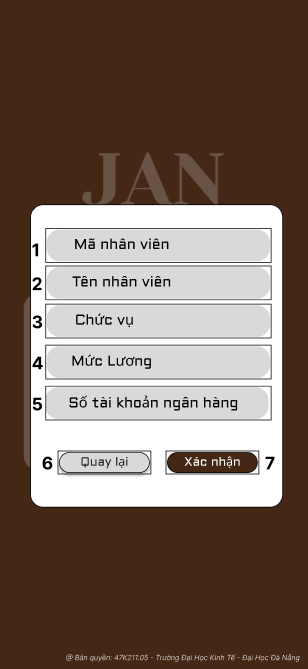 JAN
1 Mã nhân viên
2 Tên nhân viên
3 Chức vụ
4 Mức Lương
5 Số tài khoản ngân hàng
6 Quay lại Xác nhận 7
@ Bản quyền: 47K211.05 - Trường Đại Học Kinh Tế - Đại Học Đà Nẵng